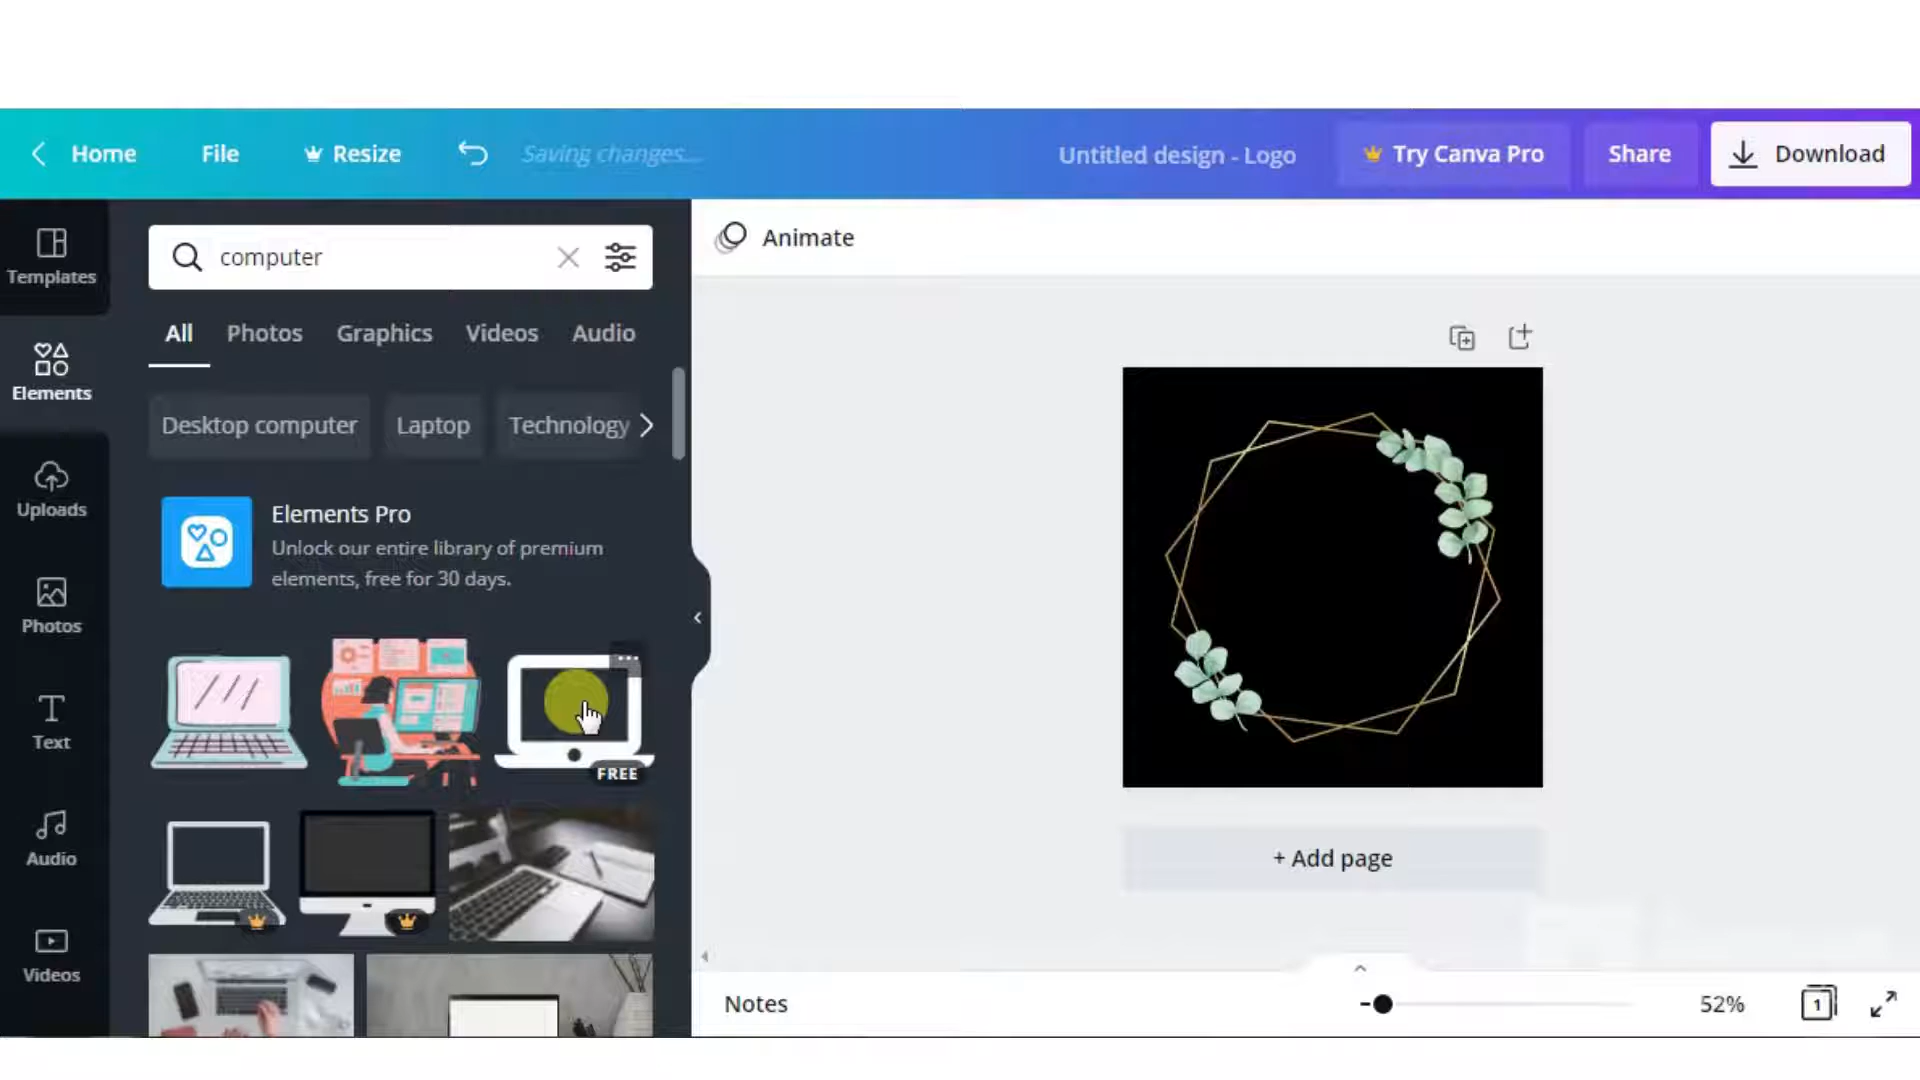 Home File Resize Saving changes... Untitled design - Logo Try Canva Pro Share Download
Templates
Elements
Uploads
Photos
Text
Audio
Videos
computer
All Photos Graphics Videos Audio
Desktop computer Laptop Technology
Elements Pro
Unlock our entire library of premium
elements, free for 30 days.
FREE
Animate
+ Add page
Notes 52% 1